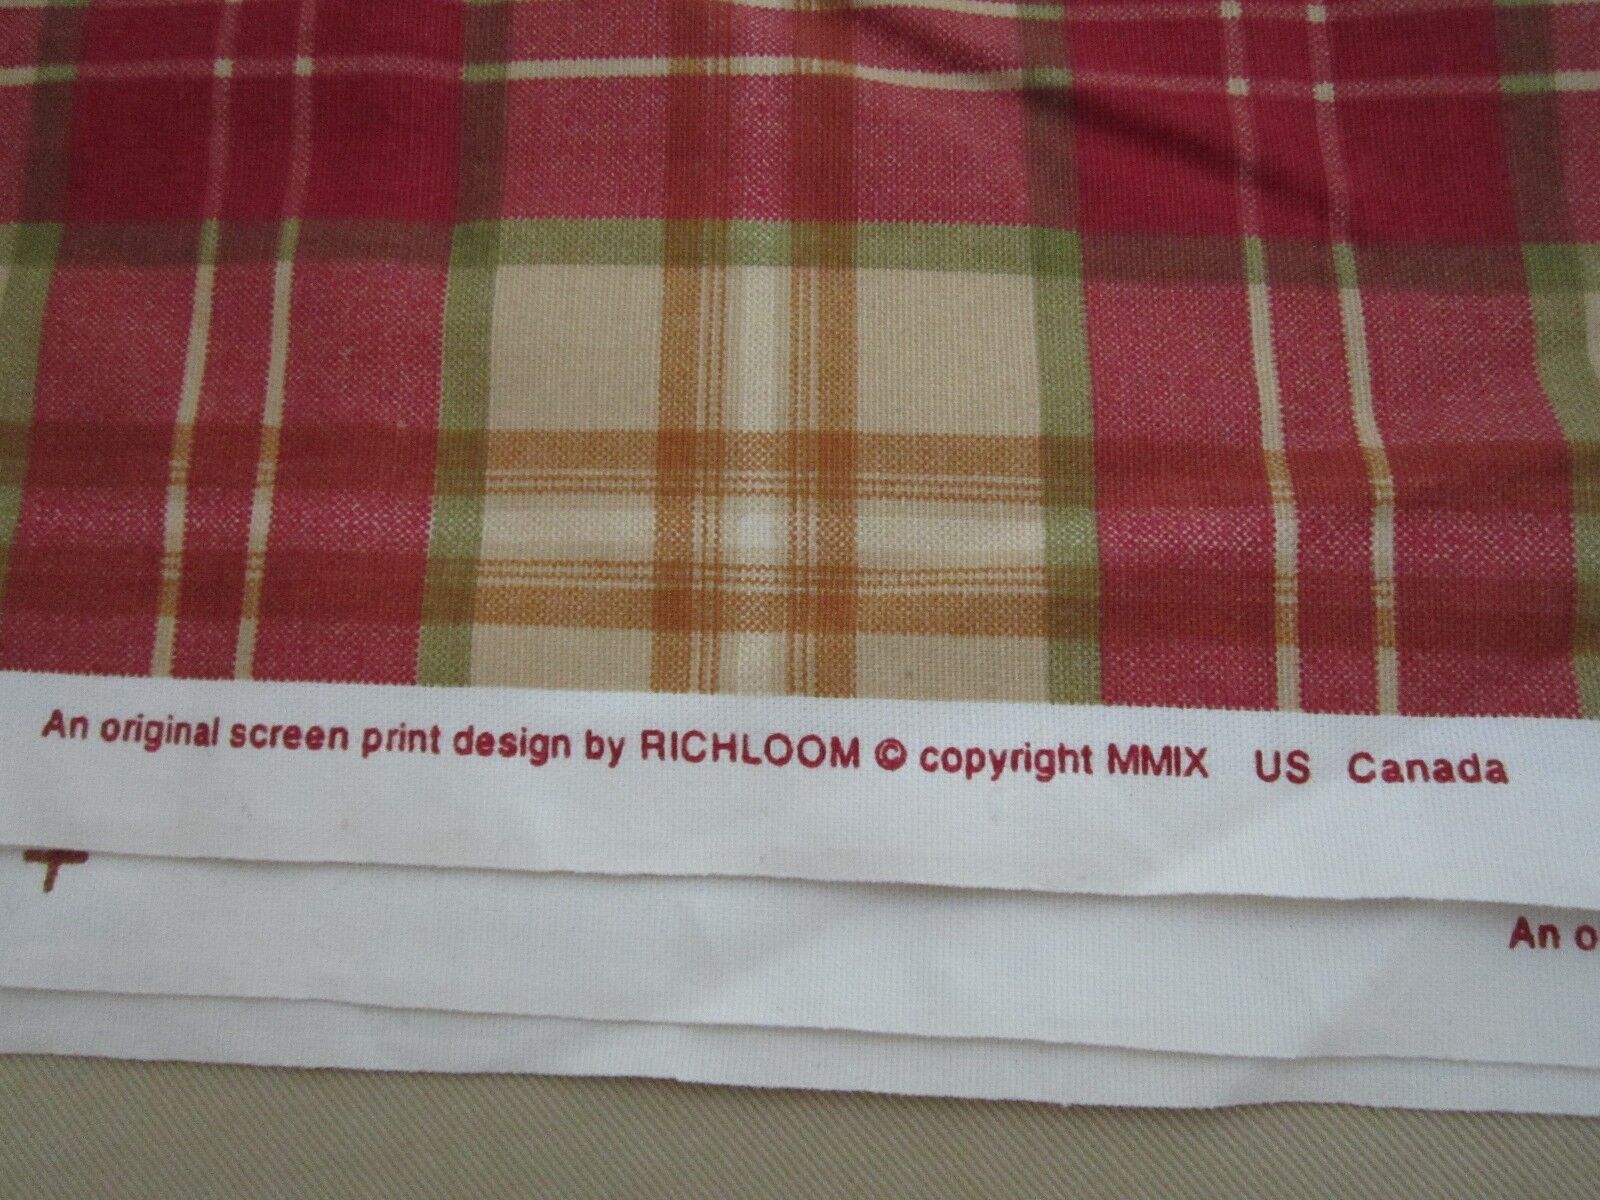 An original screen print design by RICHLOOM © copyright MMIX US Canada
T
An o